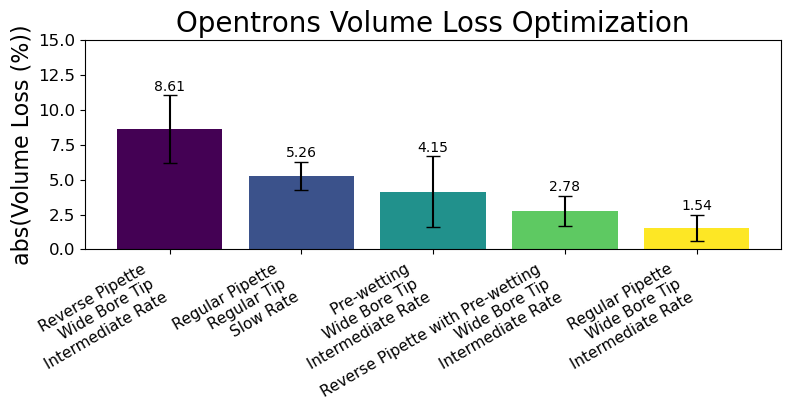 Opentrons Volume Loss Optimization
abs(Volume Loss (%))
15.0
12.5
10.0
7.5
5.0
2.5
0.0
8.61
5.26
4.15
2.78
1.54
Reverse Pipette
Wide Bore Tip
Intermediate Rate
Regular Pipette
Regular Tip
Slow Rate
Pre-wetting
Wide Bore Tip
Intermediate Rate
Reverse Pipette with Pre-wetting
Wide Bore Tip
Intermediate Rate
Regular Pipette
Wide Bore Tip
Intermediate Rate